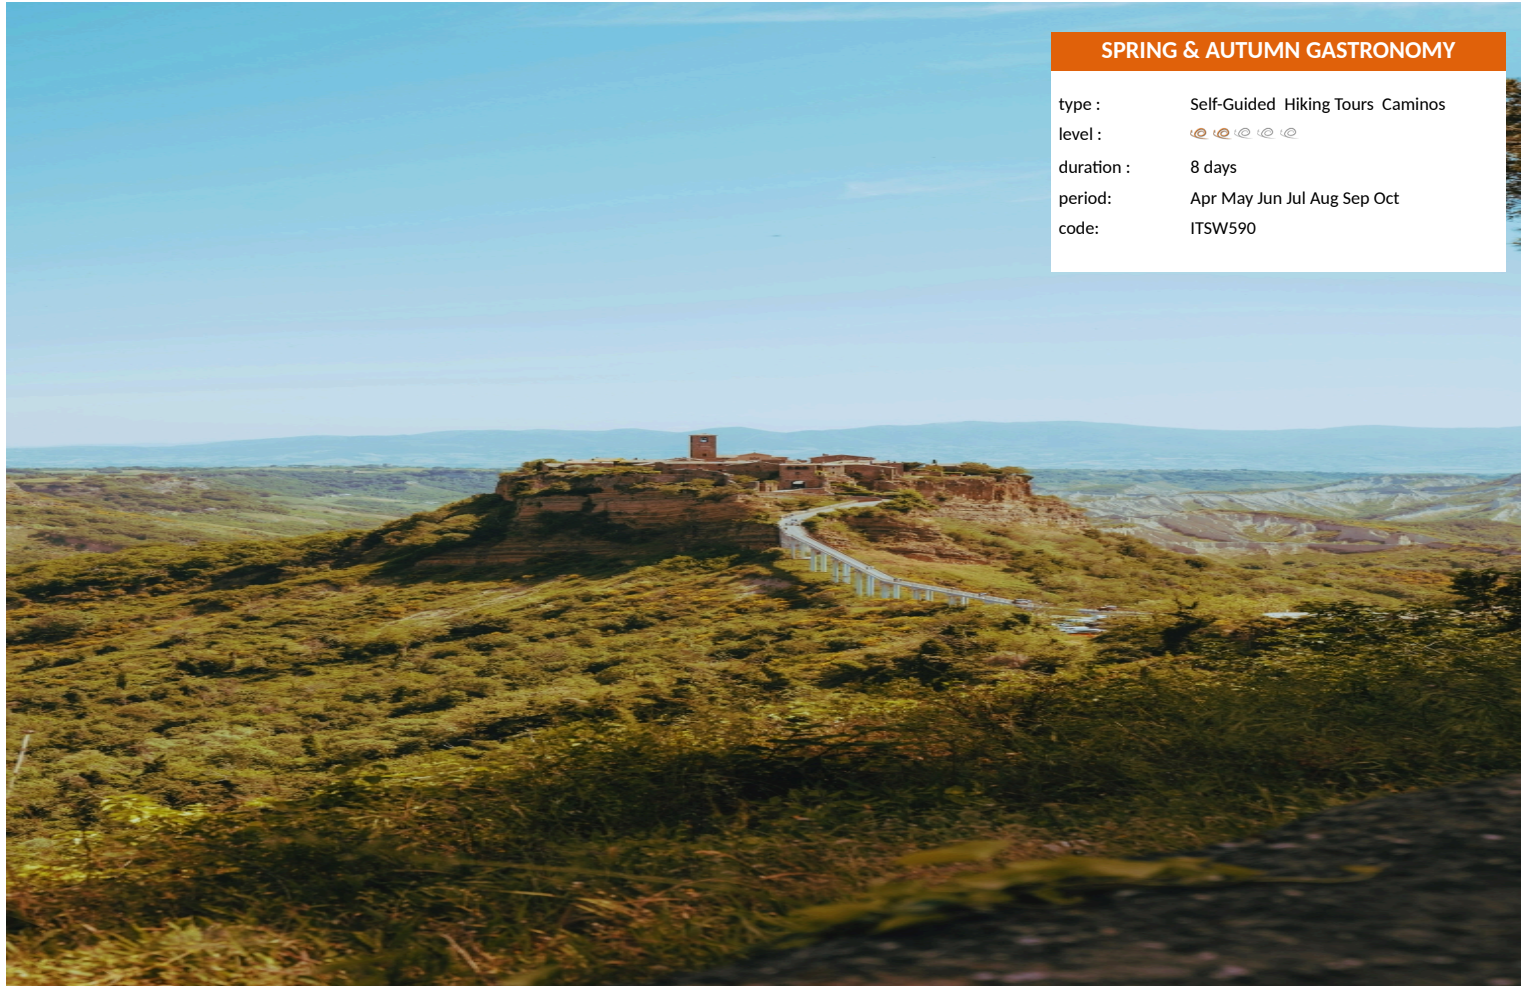 SPRING & AUTUMN GASTRONOMY
type : Self-Guided Hiking Tours Caminos
level :
duration : 8 days
period: Apr May Jun Jul Aug Sep Oct
code: ITSW590